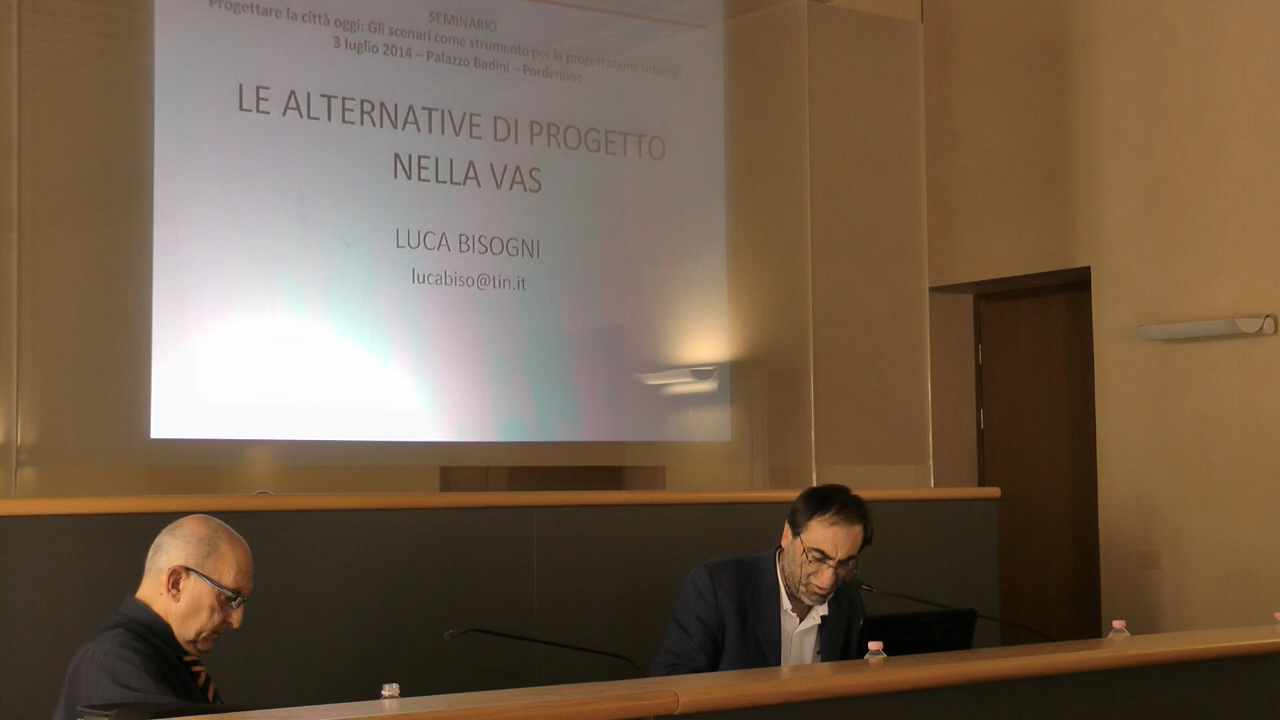 SEMINARIO
Progettare la città oggi: Gli scenari come strumento per la progettazione urbana
3 luglio 2014 – Palazzo Badini – Pordenone
LE ALTERNATIVE DI PROGETTO
NELLA VAS
LUCA BISOGNI
lucabiso@tin.it